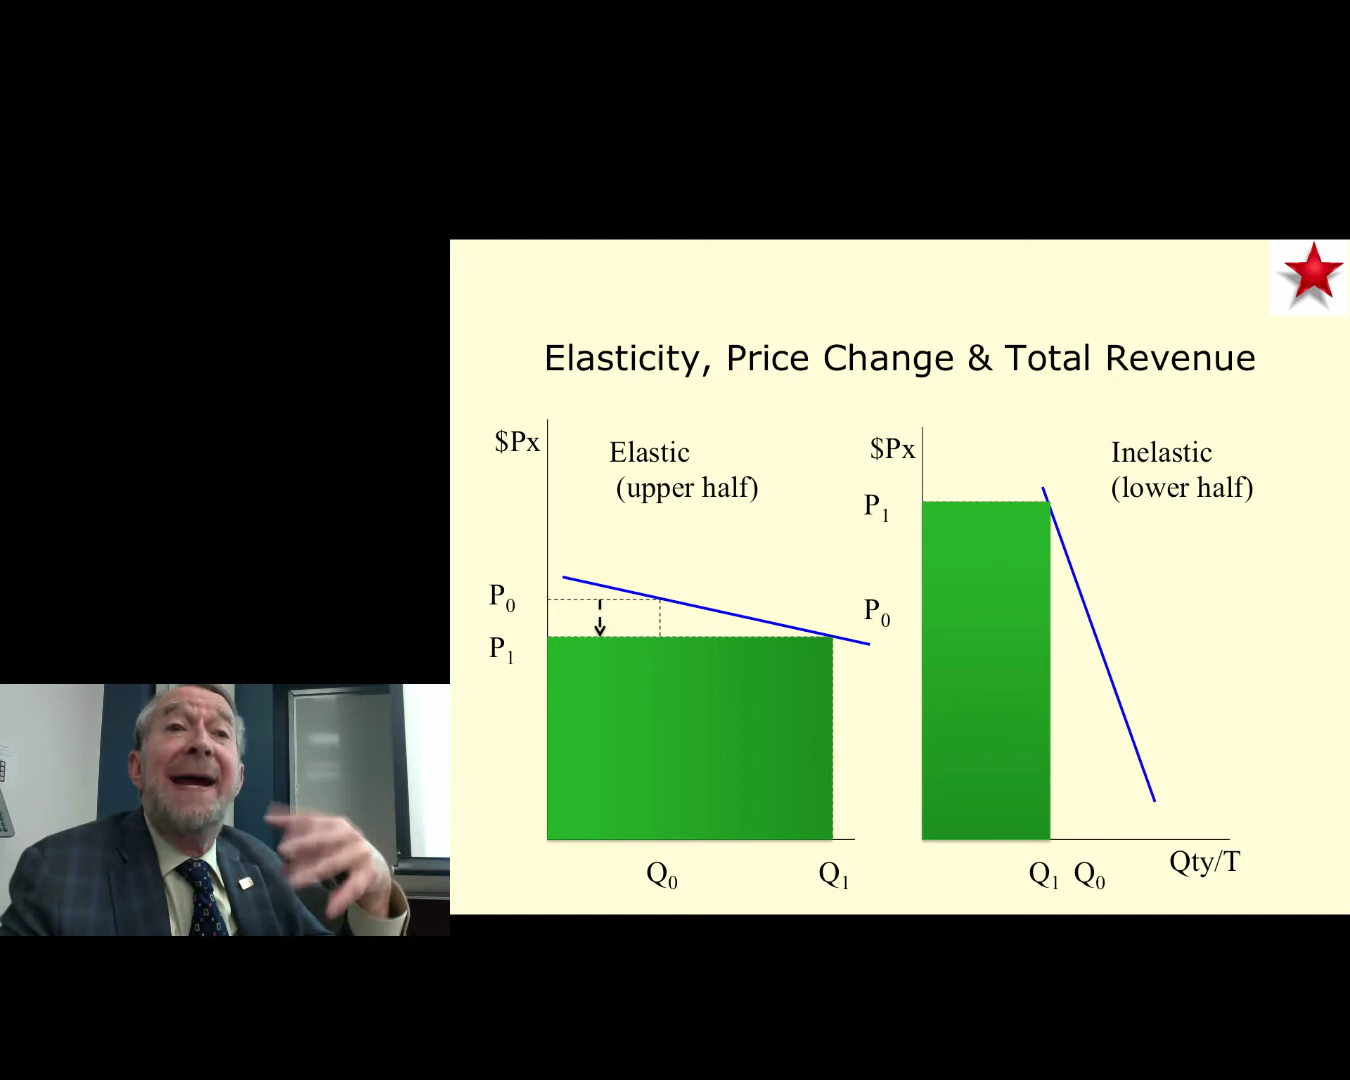 Elasticity, Price Change & Total Revenue
$Px
Elastic
(upper half)
P0
P1
Q0
Q1
$Px
Inelastic
(lower half)
P1
P0
Q1 Q0
Qty/T